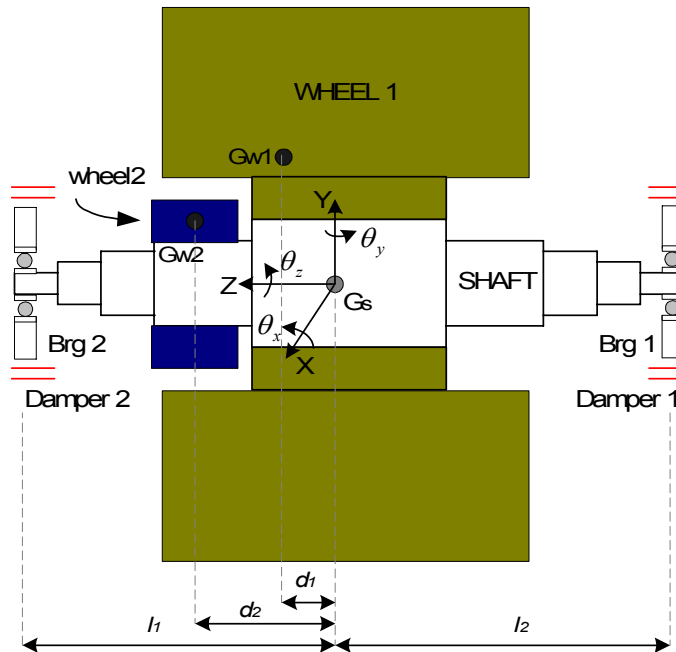 WHEEL 1
Gw1
wheel2
Y
Gw2
θy
θz
SHAFT
Z
Gs
θx
Brg 2
X
Brg 1
Damper 2
Damper 1
d1
d2
l1
l2